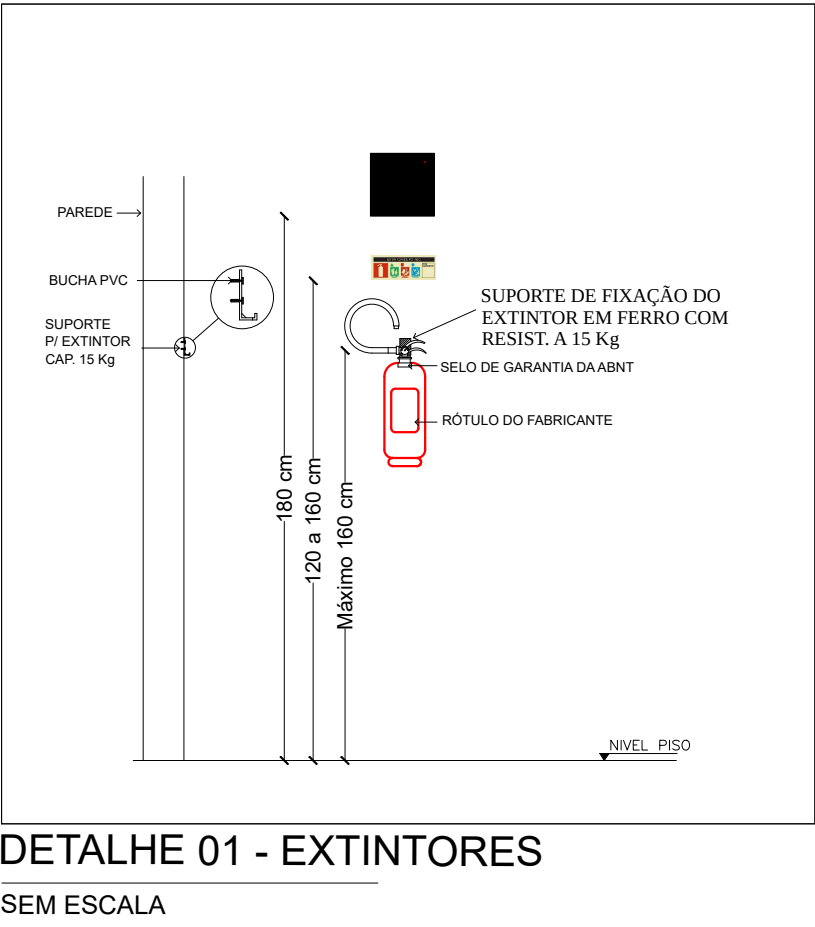 PAREDE
BUCHA PVC
SUPORTE
P/ EXTINTOR
CAP. 15 Kg
180 cm
120 a 160 cm
Máximo 160 cm
SUPORTE DE FIXAÇÃO DO
EXTINTOR EM FERRO COM
RESIST. A 15 Kg
SELO DE GARANTIA DA ABNT
RÓTULO DO FABRICANTE
NIVEL PISO
DETALHE 01 - EXTINTORES
SEM ESCALA